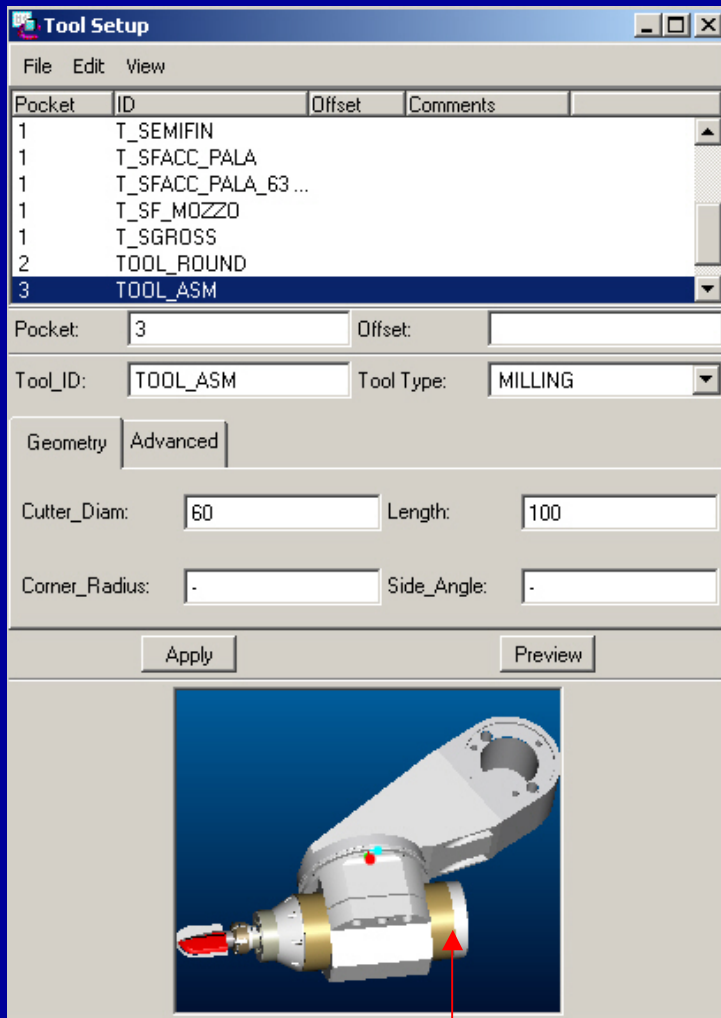 Tool Setup
File Edit View
Pocket ID Offset Comments
1 T_SEMIFIN
1 T_SFACC_PALA
1 T_SFACC_PALA_63 ...
1 T_SF_MOZZO
1 T_SGROSS
2 TOOL_ROUND
3 TOOL_ASM
Pocket: 3 Offset:
Tool_ID: TOOL_ASM Tool Type: MILLING
Geometry Advanced
Cutter_Diam: 60 Length: 100
Corner_Radius: - Side_Angle: -
Apply Preview